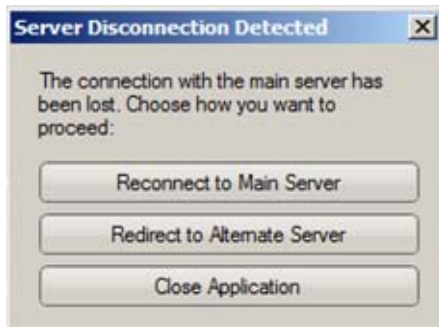 Server Disconnection Detected
The connection with the main server has
been lost. Choose how you want to
proceed:
Reconnect to Main Server
Redirect to Alternate Server
Close Application